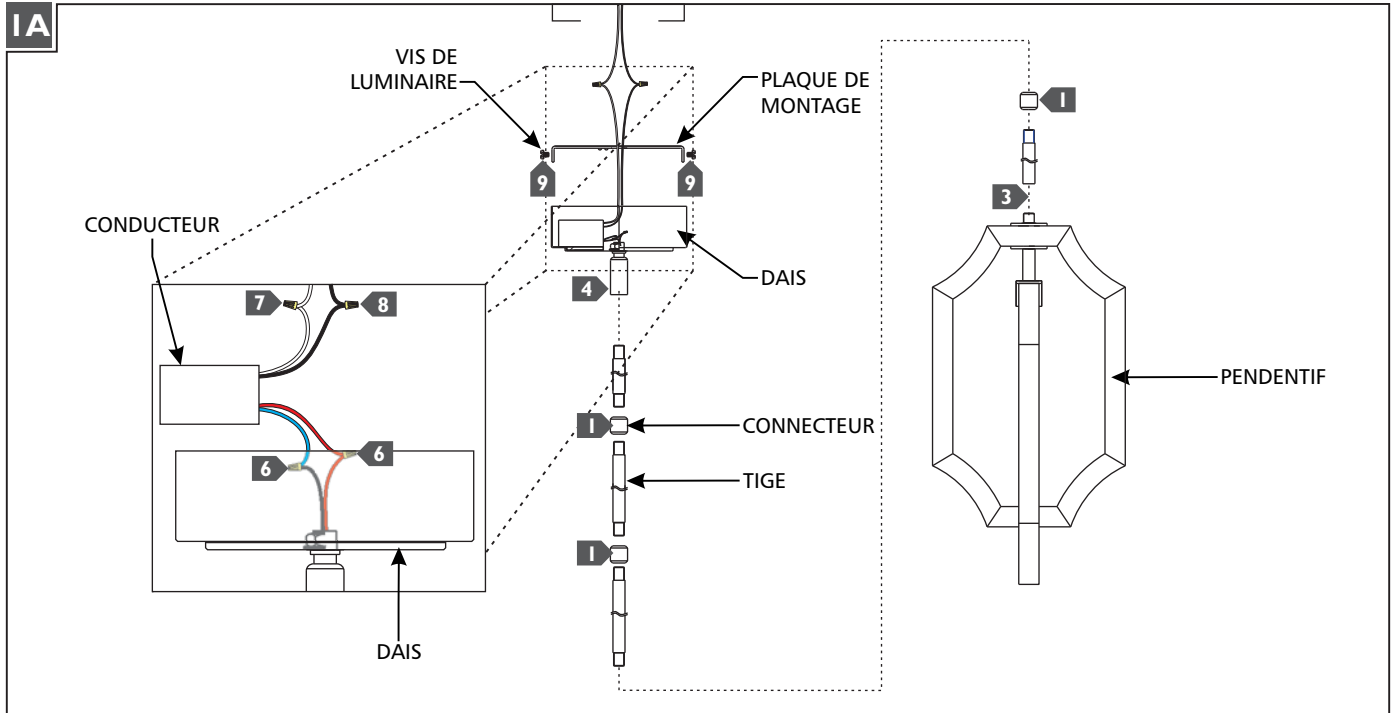 1A
VIS DE
LUMINAIRE
PLAQUE DE
MONTAGE
1
9
9
3
CONDUCTEUR
DAIS
4
7
8
PENDENTIF
1
CONNECTEUR
6
6
TIGE
1
DAIS